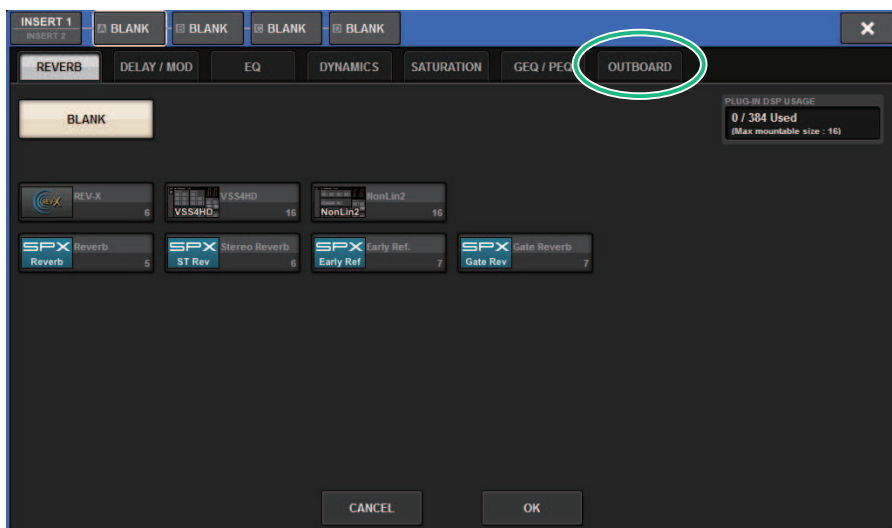 INSERT 1
INSERT 2
A BLANK
B BLANK
C BLANK
D BLANK
REVERB
DELAY / MOD
EQ
DYNAMICS
SATURATION
GEQ / PEQ
OUTBOARD
BLANK
PLUG-IN DSP USAGE
0 / 384 Used
(Max mountable size : 16)
REV-X
REV-X
6
VSS4HD
VSS4HD
16
NonLin2
NonLin2
16
SPX Reverb
Reverb
5
SPX Stereo Reverb
ST Rev
6
SPX Early Ref.
Early Ref
7
SPX Gate Reverb
Gate Rev
7
CANCEL
OK